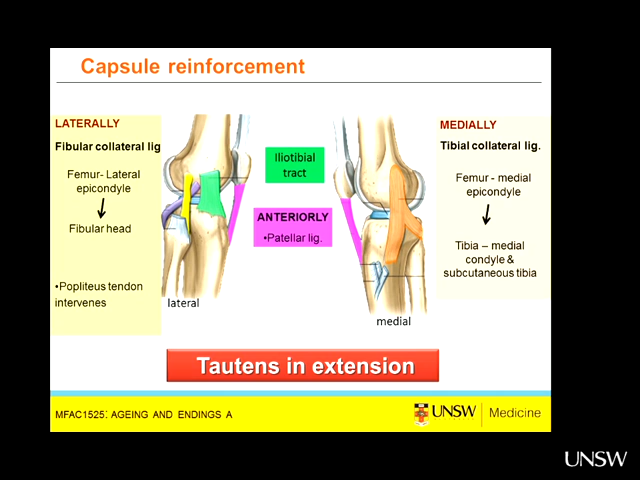 Capsule reinforcement
LATERALLY
Fibular collateral lig
Femur- Lateral
epicondyle
Fibular head
•Popliteus tendon
intervenes
lateral
Iliotibial
tract
ANTERIORLY
•Patellar lig.
medial
MEDIALLY
Tibial collateral lig.
Femur - medial
epicondyle
Tibia – medial
condyle &
subcutaneous tibia
Tautens in extension
MFAC1525: AGEING AND ENDINGS A
UNSW Medicine
UNSW